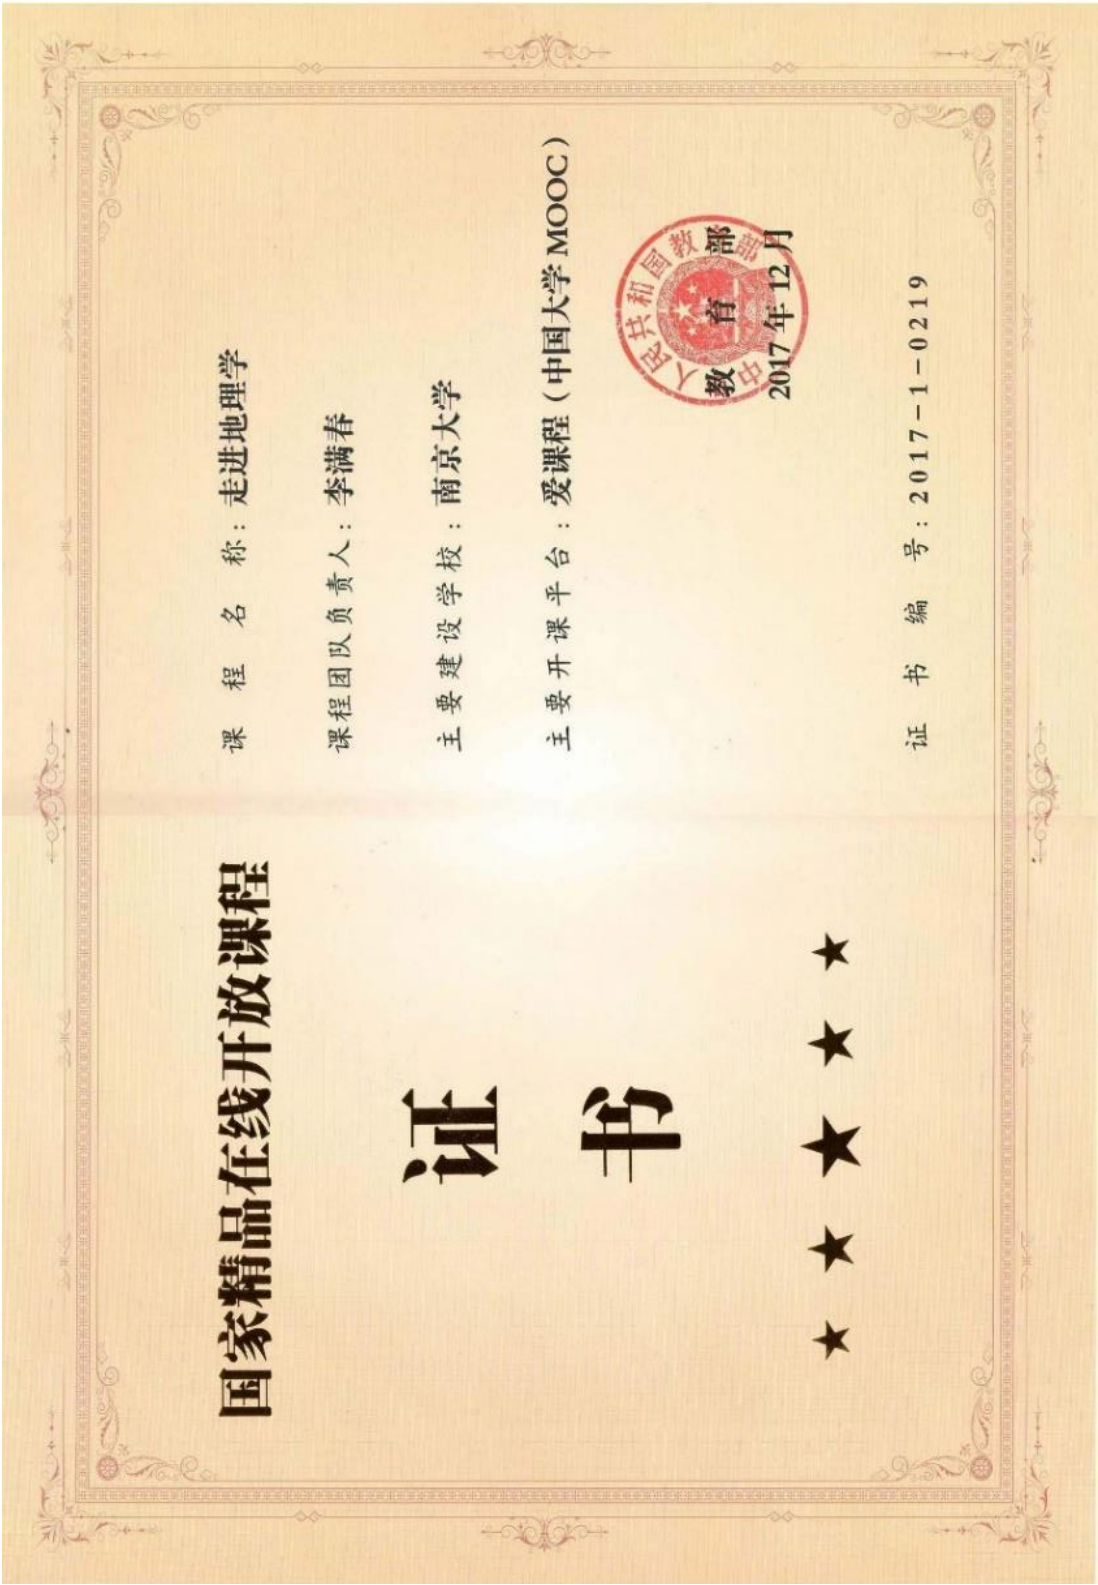 国家精品在线开放课程
证
书
课程名称：走进地理学
课程团队负责人：李满春
主要建设学校：南京大学
主要开课平台：爱课程（中国大学MOOC）
中人民共和国教育部
教育部
2017年12月
证书编号：2017-1-0219